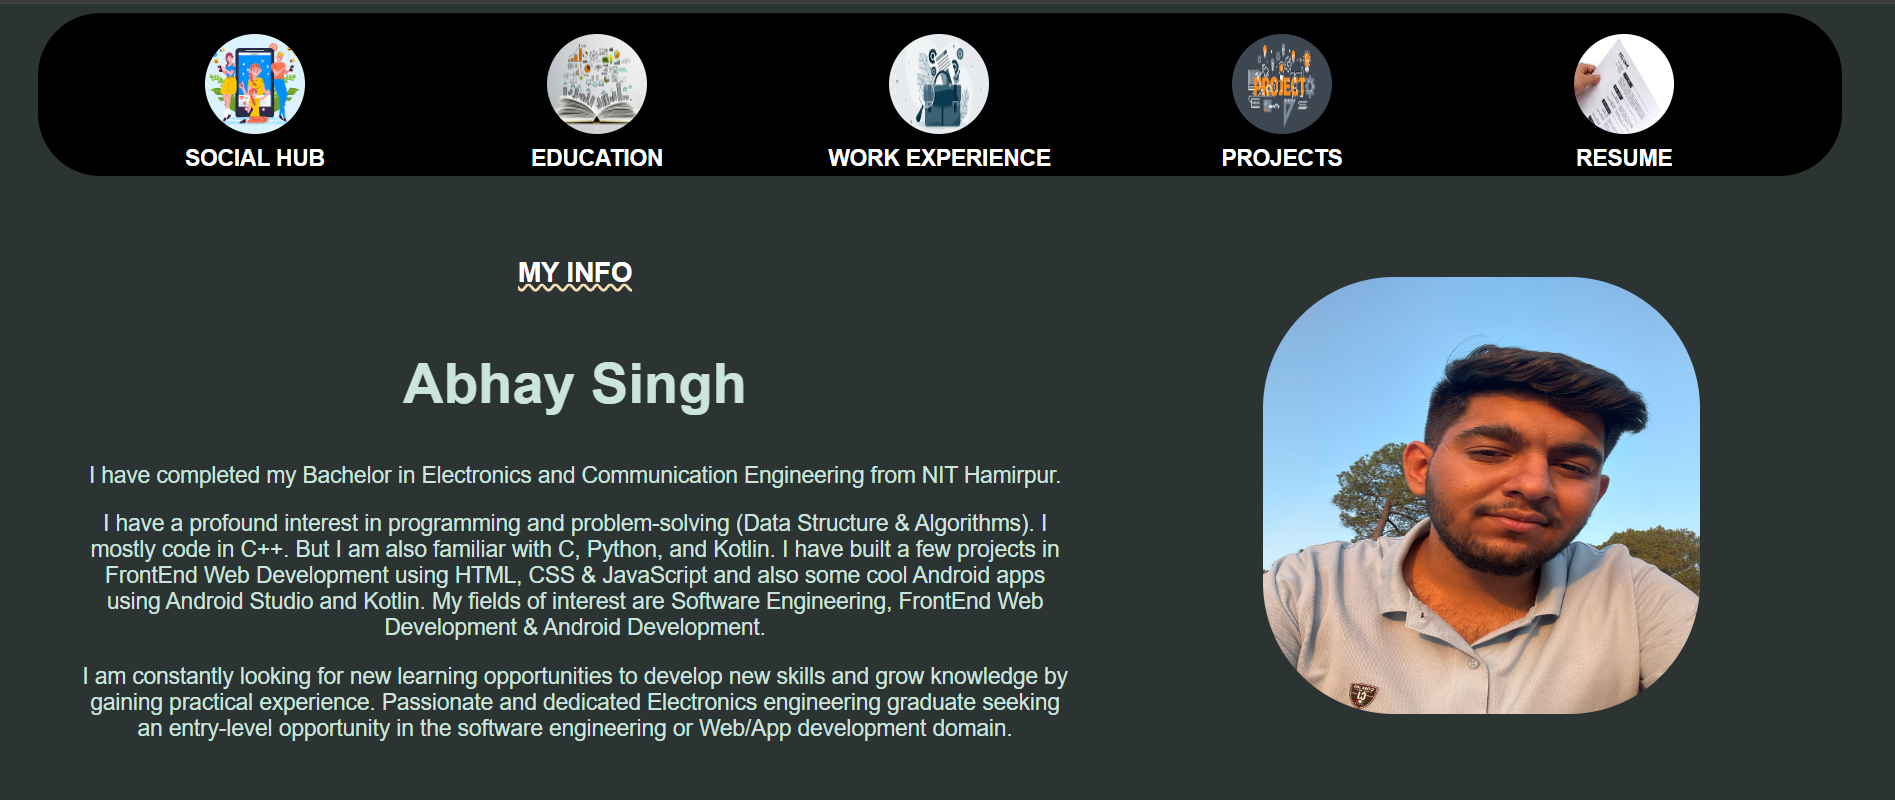 SOCIAL HUB
EDUCATION
WORK EXPERIENCE
PROJECT
PROJECTS
RESUME
MY INFO
Abhay Singh
I have completed my Bachelor in Electronics and Communication Engineering from NIT Hamirpur.
I have a profound interest in programming and problem-solving (Data Structure & Algorithms). I
mostly code in C++. But I am also familiar with C, Python, and Kotlin. I have built a few projects in
FrontEnd Web Development using HTML, CSS & JavaScript and also some cool Android apps
using Android Studio and Kotlin. My fields of interest are Software Engineering, FrontEnd Web
Development & Android Development.
I am constantly looking for new learning opportunities to develop new skills and grow knowledge by
gaining practical experience. Passionate and dedicated Electronics engineering graduate seeking
an entry-level opportunity in the software engineering or Web/App development domain.